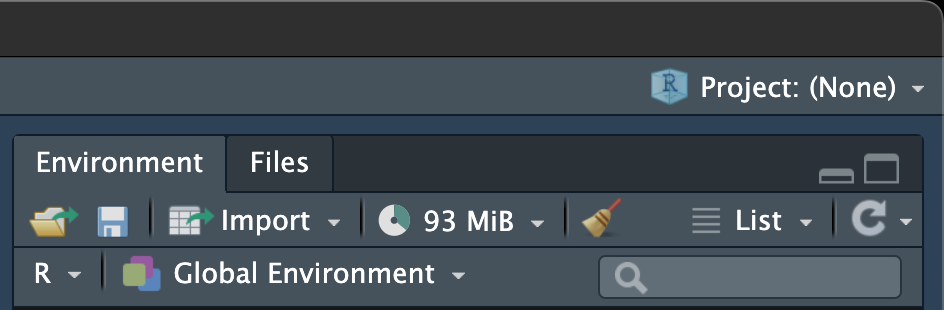 R Project: (None)
Environment Files
Import 93 MiB List
R Global Environment